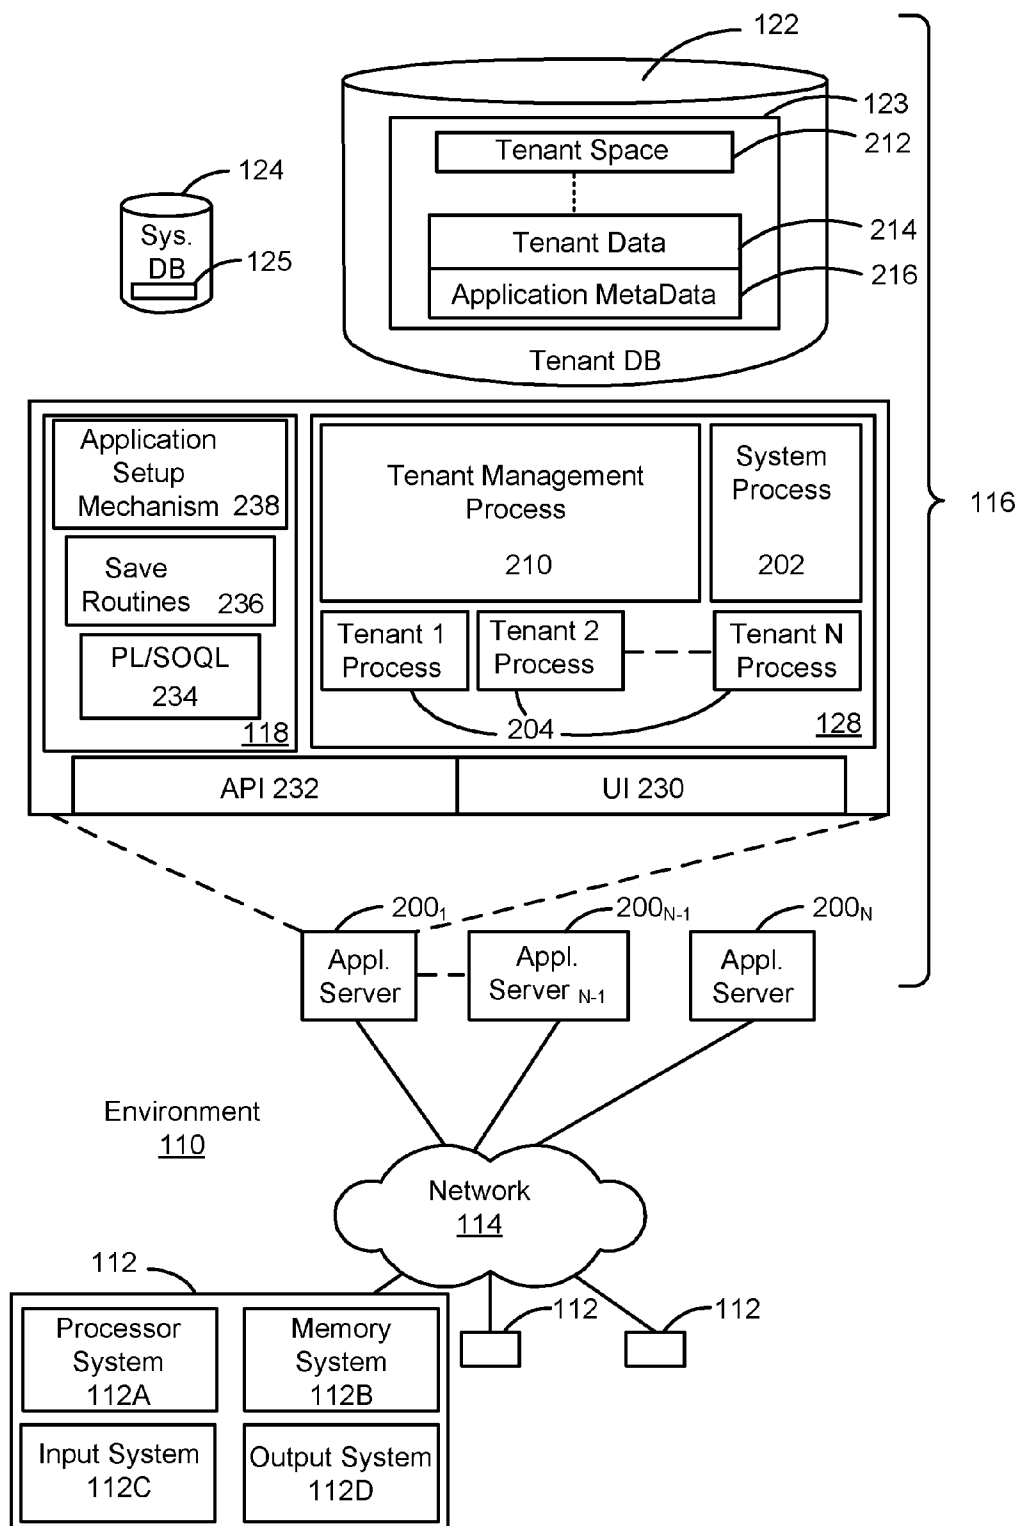 122
123
Tenant Space
212
124
Sys.
DB
125
Tenant Data
214
Application MetaData
216
Tenant DB
116
Application
Setup
Mechanism 238
Save
Routines 236
PL/SOQL
234
118
Tenant Management
Process
210
System
Process
202
Tenant 1
Process
Tenant 2
Process
Tenant N
Process
204
128
API 232
UI 230
200₁
200N-1
200N
Appl.
Server
Appl.
Server N-1
Appl.
Server
Environment
110
Network
114
112
112
112
Processor
System
112A
Memory
System
112B
Input System
112C
Output System
112D